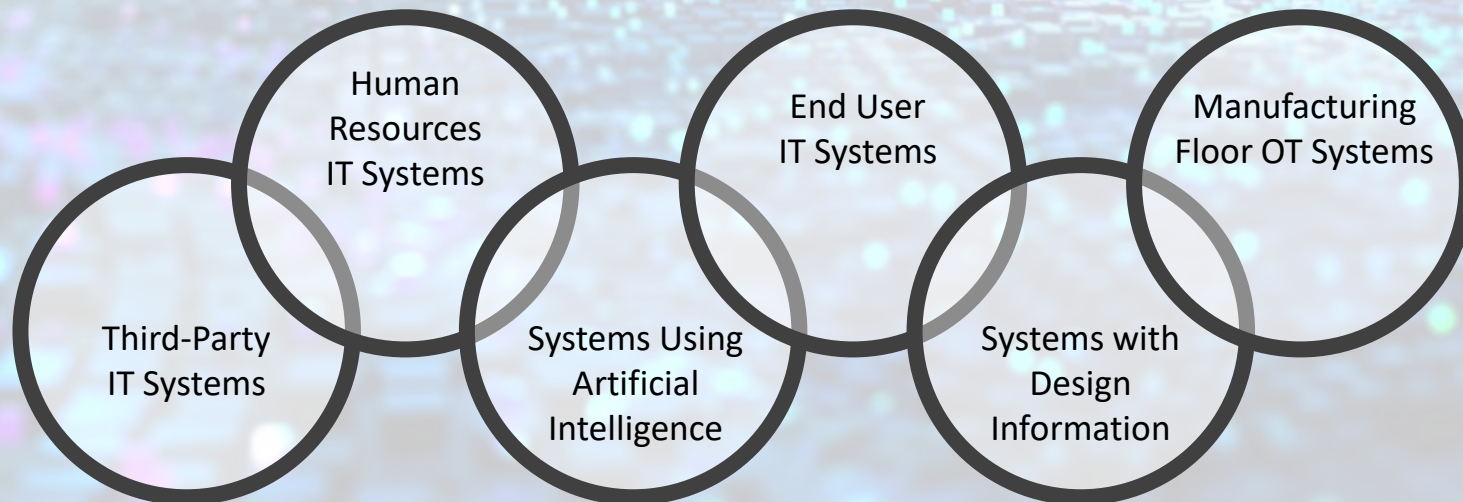 Third-Party
IT Systems
Human
Resources
IT Systems
Systems Using
Artificial
Intelligence
End User
IT Systems
Systems with
Design
Information
Manufacturing
Floor OT Systems